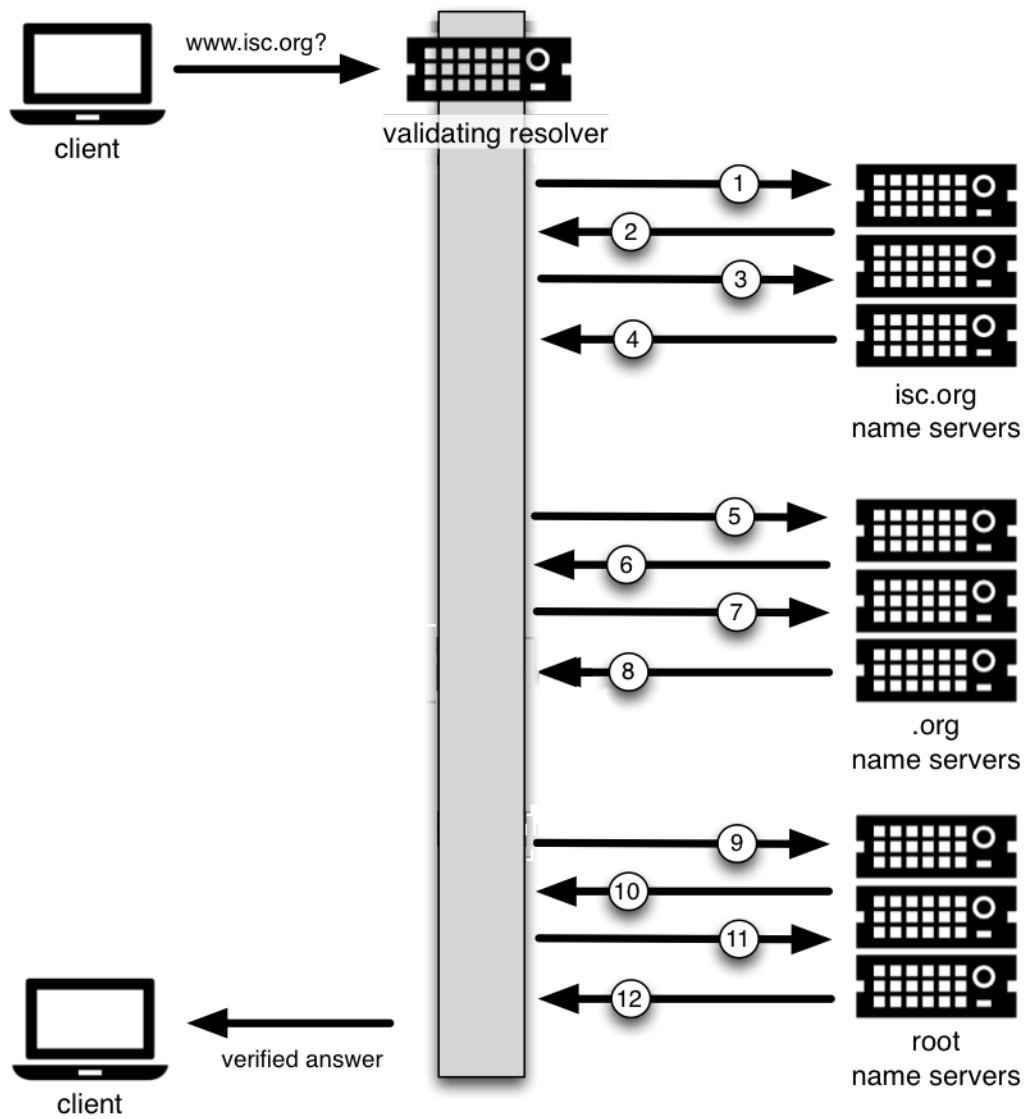 www.isc.org?
client
validating resolver
1
2
3
4
isc.org
name servers
5
6
7
8
.org
name servers
9
10
11
12
root
name servers
verified answer
client